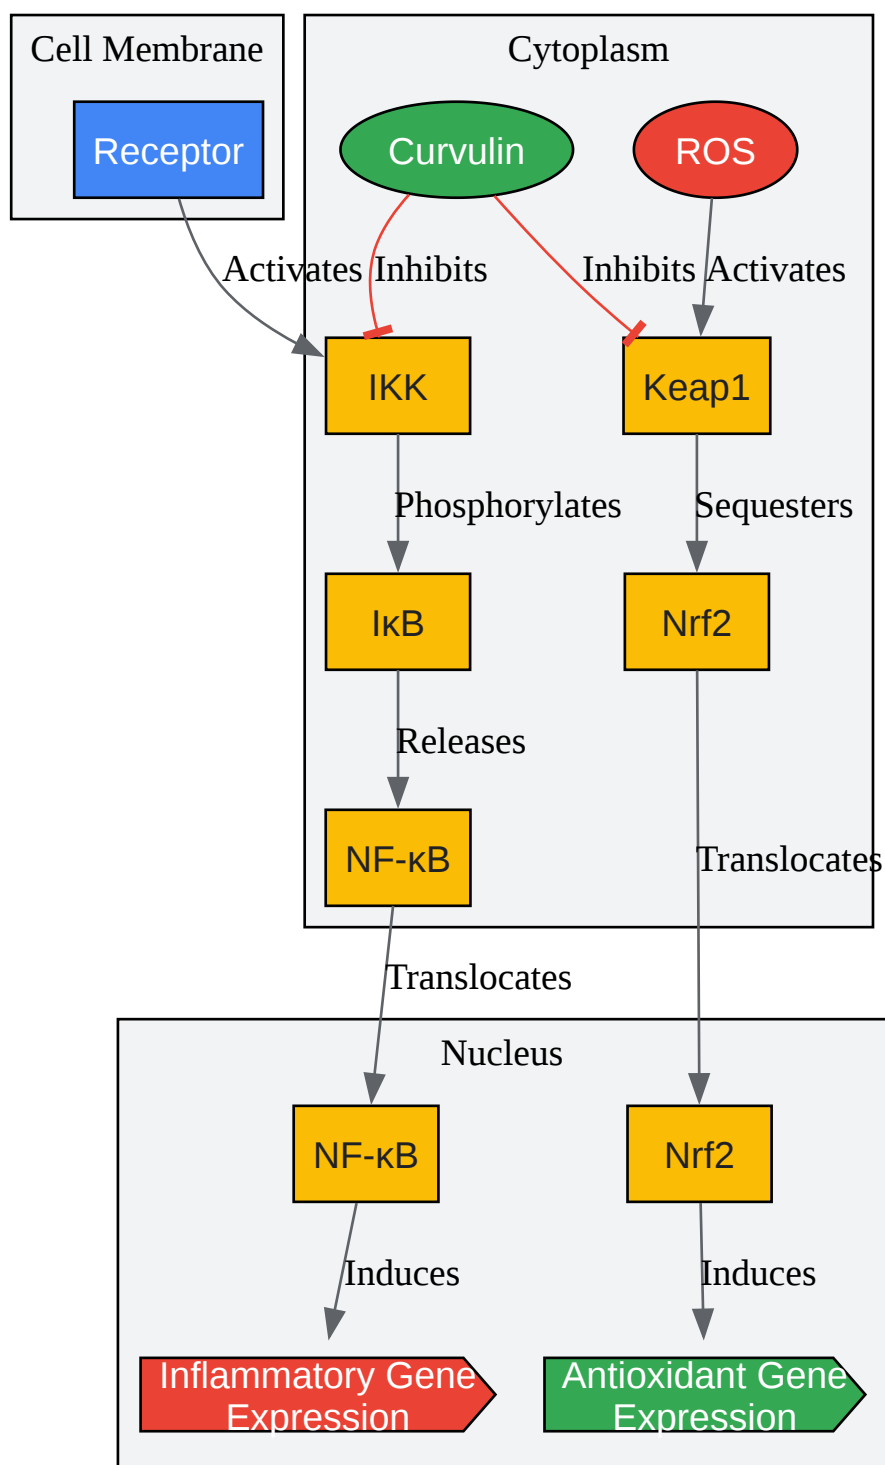 Cell Membrane
Cytoplasm
Receptor
Curvulin
ROS
Activates
Inhibits
Inhibits
Activates
IKK
Keap1
Phosphorylates
Sequesters
IκB
Nrf2
Releases
NF-κB
Translocates
Translocates
Nucleus
NF-κB
Nrf2
Induces
Induces
Inflammatory Gene
Expression
Antioxidant Gene
Expression